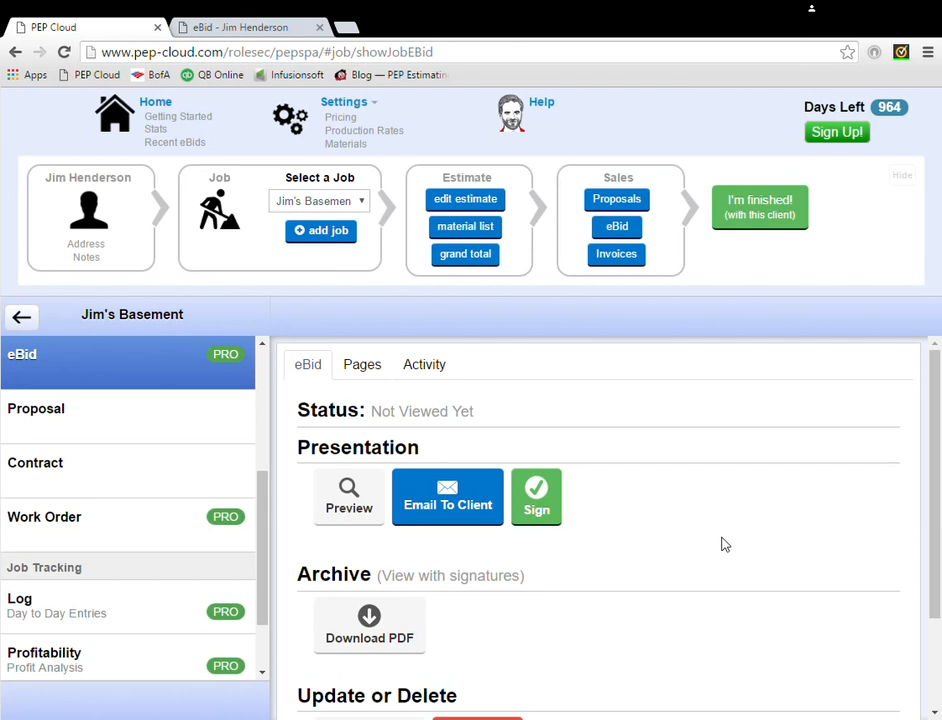 PEP Cloud
eBid - Jim Henderson
www.pep-cloud.com/rolesec/pepspa/#job/showJobEBid
Apps PEP Cloud BofA QB Online Infusionsoft Blog — PEP Estimatin
Home
Getting Started
Stats
Recent eBids
Settings
Pricing
Production Rates
Materials
Help
Days Left 964
Sign Up!
Hide
Jim Henderson
Address
Notes
Job
Select a Job
Jim's Basemen
add job
Estimate
edit estimate
material list
grand total
Sales
Proposals
eBid
Invoices
I'm finished!
(with this client)
Jim's Basement
eBid PRO
Proposal
Contract
Work Order PRO
Job Tracking
Log
Day to Day Entries PRO
Profitability
Profit Analysis PRO
eBid Pages Activity
Status: Not Viewed Yet
Presentation
Preview
Email To Client
Sign
Archive (View with signatures)
Download PDF
Update or Delete